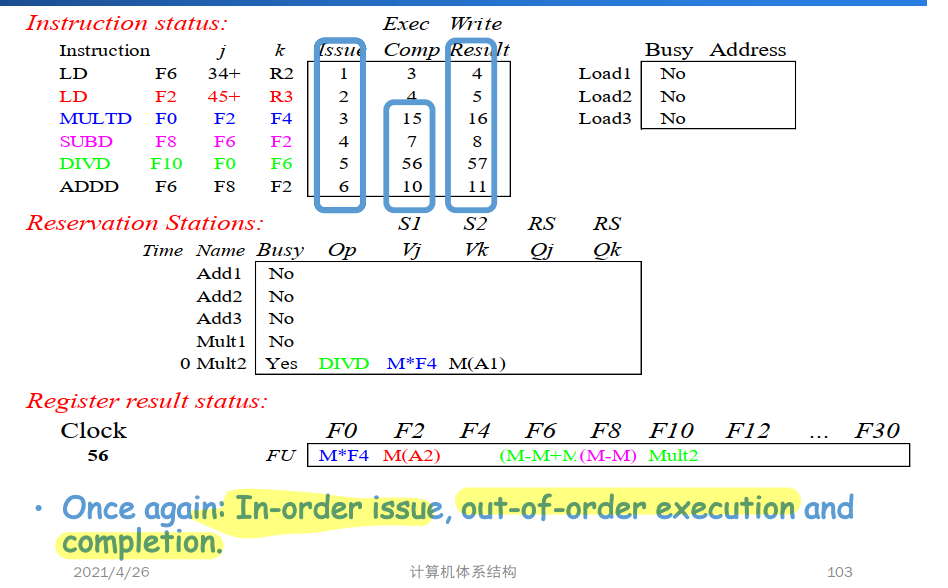 Instruction status: Exec Write
Instruction j k Issue Comp Result Busy Address
LD F6 34+ R2 1 3 4 Load1 No
LD F2 45+ R3 2 4 5 Load2 No
MULTD F0 F2 F4 3 15 16 Load3 No
SUBD F8 F6 F2 4 7 8
DIVD F10 F0 F6 5 56 57
ADDD F6 F8 F2 6 10 11
Reservation Stations: S1 S2 RS RS
Time Name Busy Op Vj Vk Qj Qk
Add1 No
Add2 No
Add3 No
Mult1 No
0 Mult2 Yes DIVD M*F4 M(A1)
Register result status:
Clock F0 F2 F4 F6 F8 F10 F12 ... F30
56 FU M*F4 M(A2) (M-M+M (M-M) Mult2
• Once again: In-order issue, out-of-order execution and
completion.
2021/4/26 计算机体系结构 103